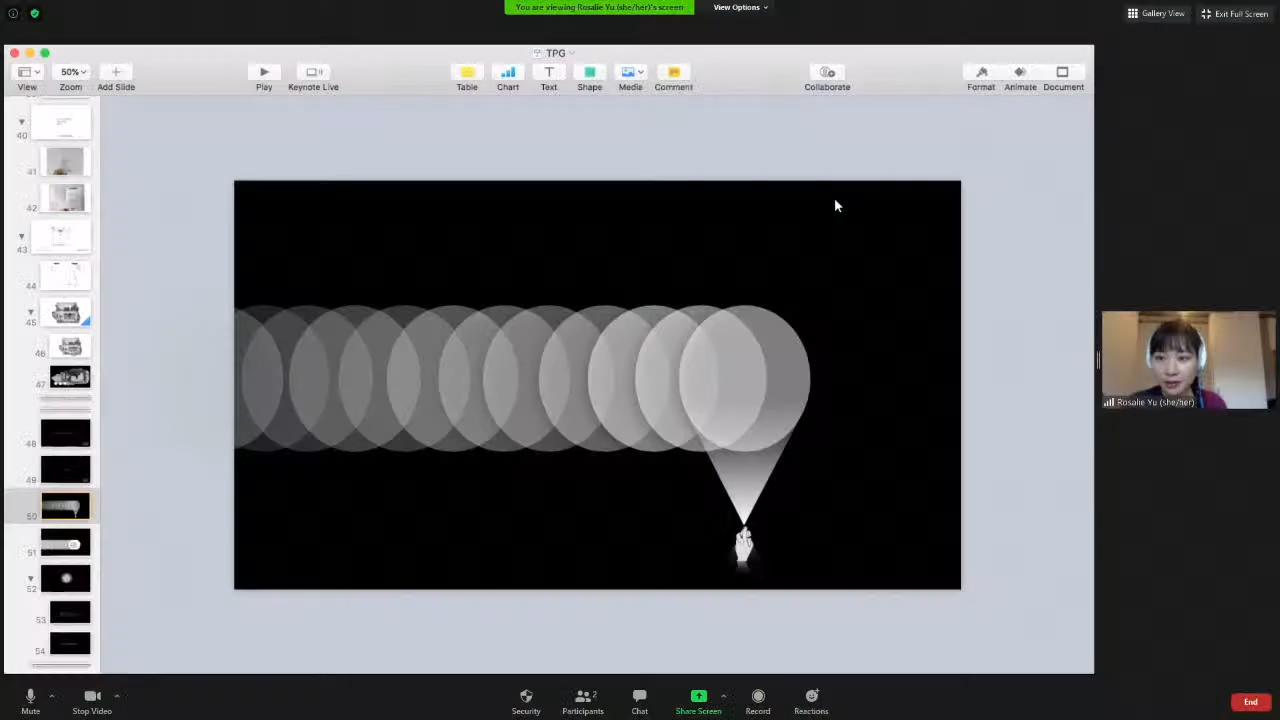 You are viewing Rosalie Yu (she/her)'s screen
View Options
Gallery View
Exit Full Screen
TPG
50%
View
Zoom
Add Slide
Play
Keynote Live
Table
Chart
Text
Shape
Media
Comment
Collaborate
Format
Animate
Document
40
41
42
43
44
45
46
47
48
49
50
51
52
53
54
Rosalie Yu (she/her)
Mute
Stop Video
Security
Participants
2
Chat
Share Screen
Record
Reactions
End